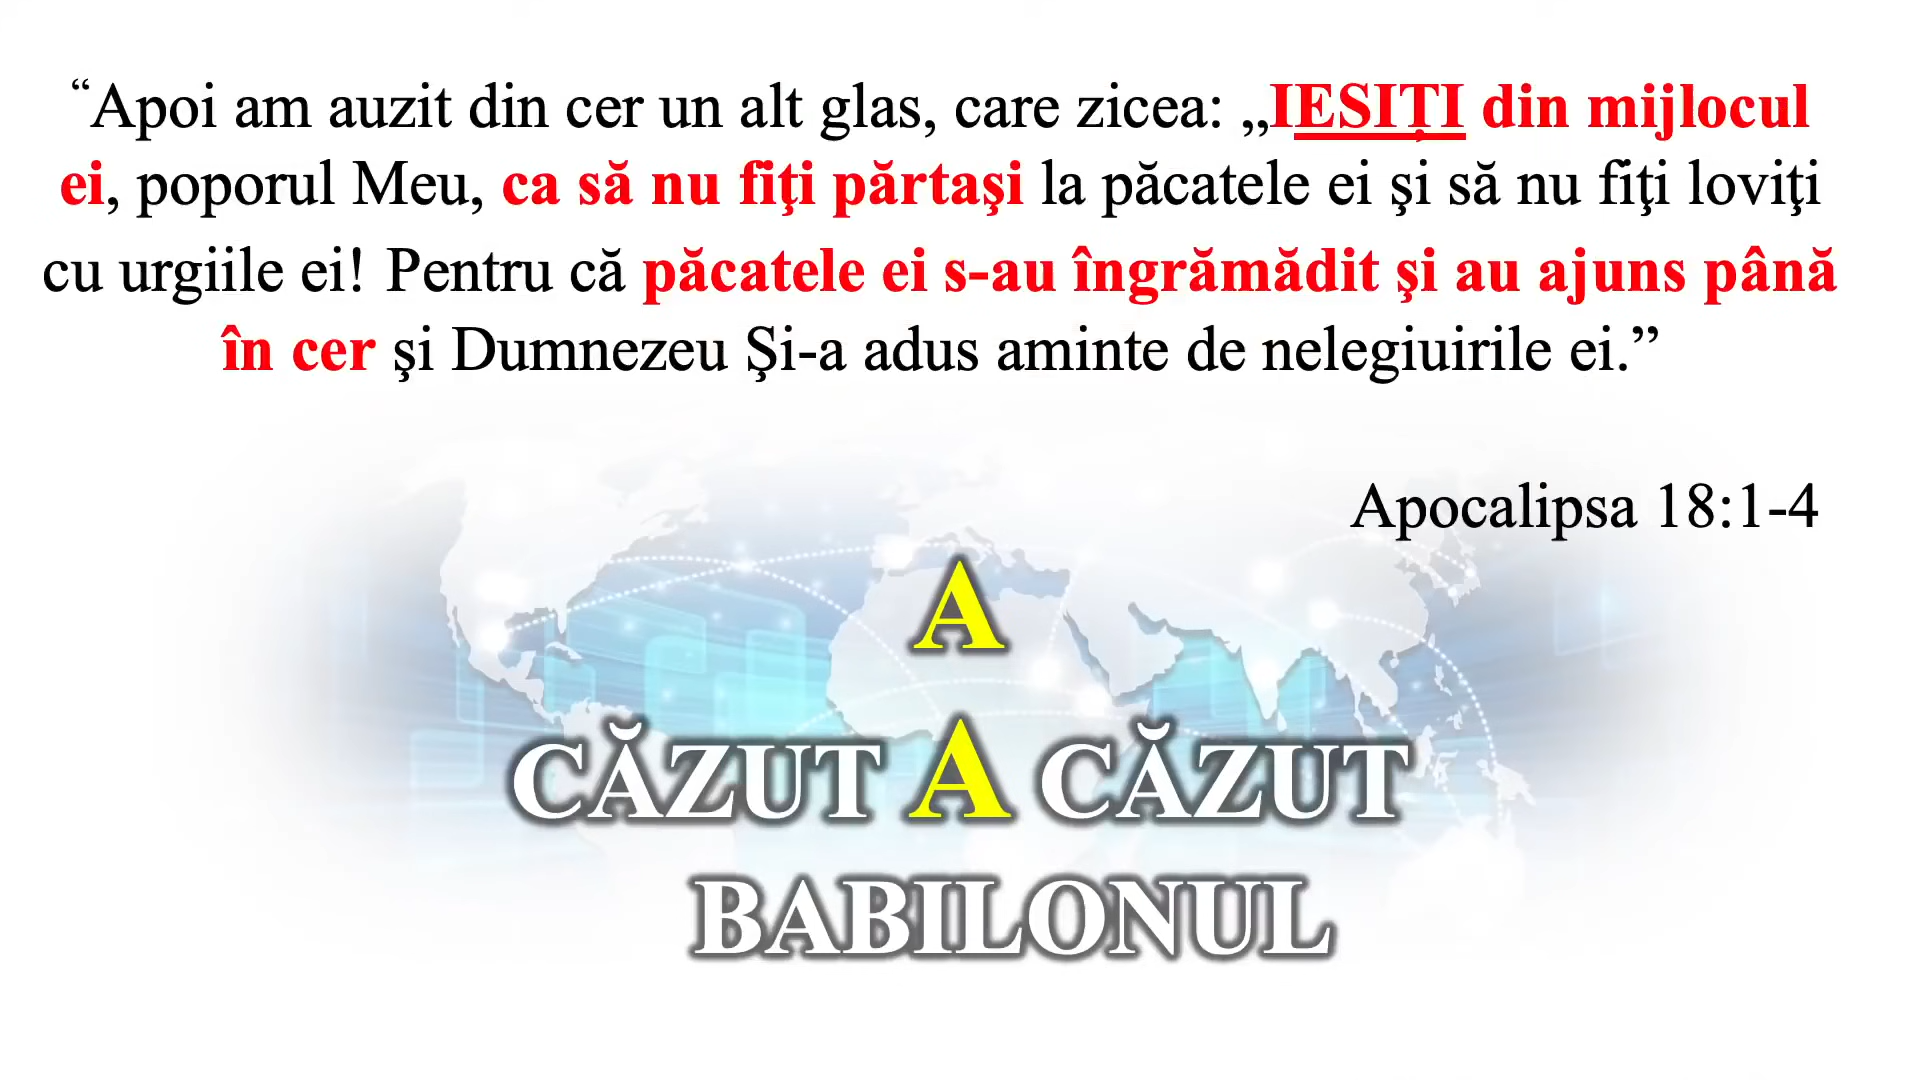 “Apoi am auzit din cer un alt glas, care zicea: „IESIȚI din mijlocul
ei, poporul Meu, ca să nu fiţi părtaşi la păcatele ei şi să nu fiţi loviţi
cu urgiile ei! Pentru că păcatele ei s-au îngrămădit şi au ajuns până
în cer şi Dumnezeu Şi-a adus aminte de nelegiuirile ei.”
Apocalipsa 18:1-4
A
CĂZUT A CĂZUT
BABILONUL